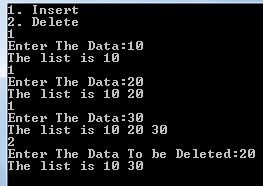 1. Insert
2. Delete
1
Enter The Data:10
The list is 10
1
Enter The Data:20
The list is 10 20
1
Enter The Data:30
The list is 10 20 30
2
Enter The Data To be Deleted:20
The list is 10 30